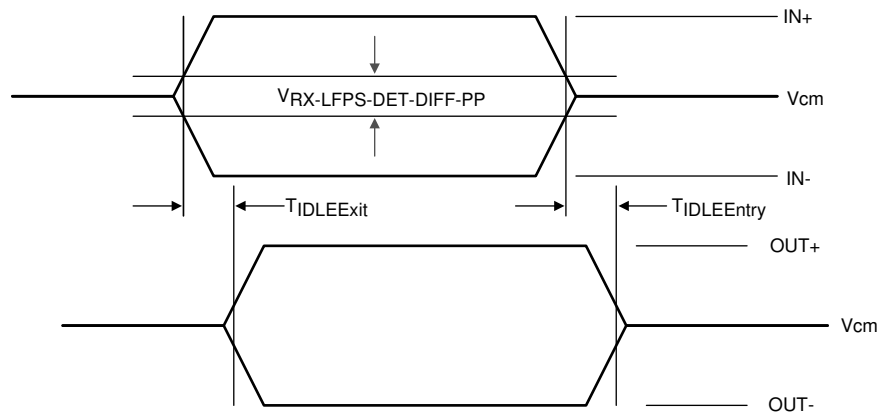 IN+
VRX-LFPS-DET-DIFF-PP
Vcm
IN-
TIDLEExit
TIDLEEntry
OUT+
Vcm
OUT-